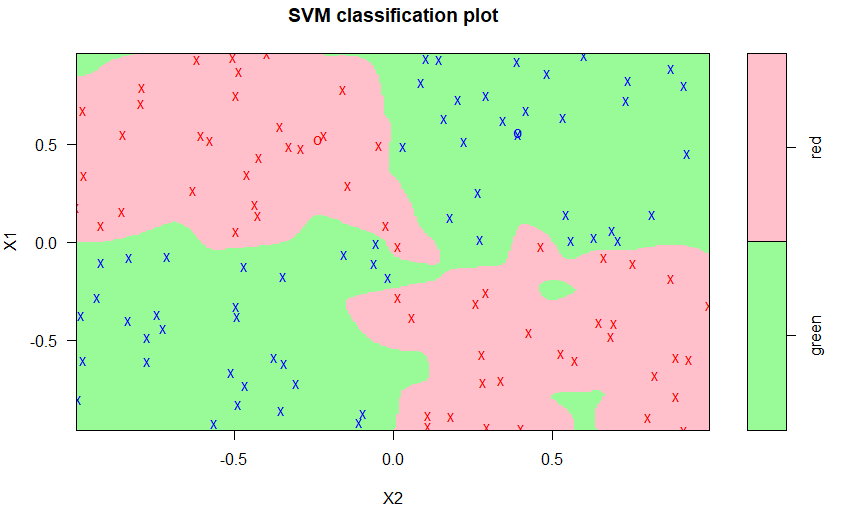 SVM classification plot
X1
0.5
0.0
-0.5
-0.5
0.0
0.5
X2
red
green